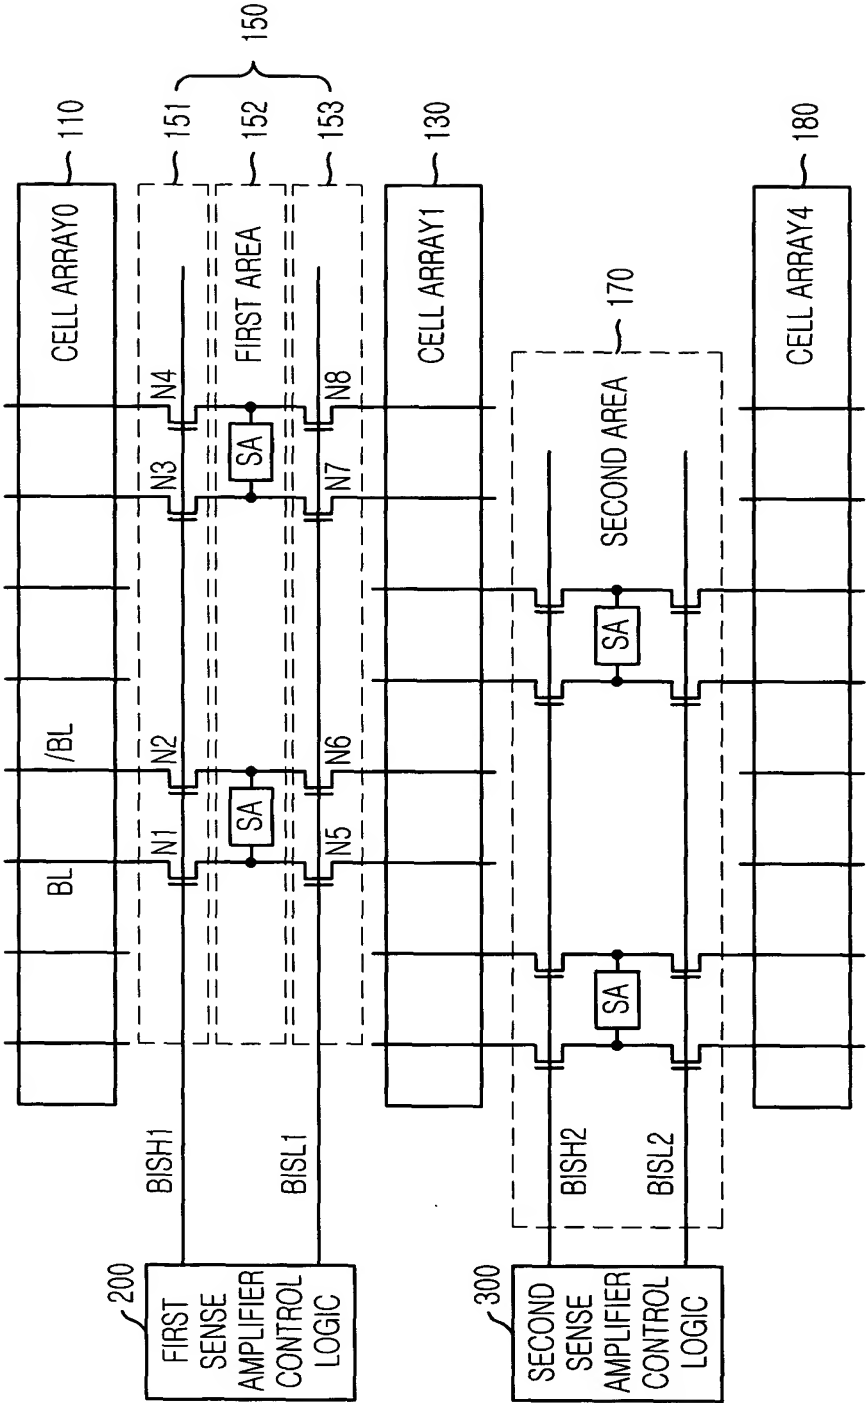 110
151
152
153
150
130
170
180
CELL ARRAY0
/BL
BL
N4
N3
N2
N1
FIRST AREA
SA
SA
N8
N7
N6
N5
CELL ARRAY1
SECOND AREA
SA
SA
CELL ARRAY4
BISH1
BISL1
BISH2
BISL2
200
FIRST
SENSE
AMPLIFIER
CONTROL
LOGIC
300
SECOND
SENSE
AMPLIFIER
CONTROL
LOGIC